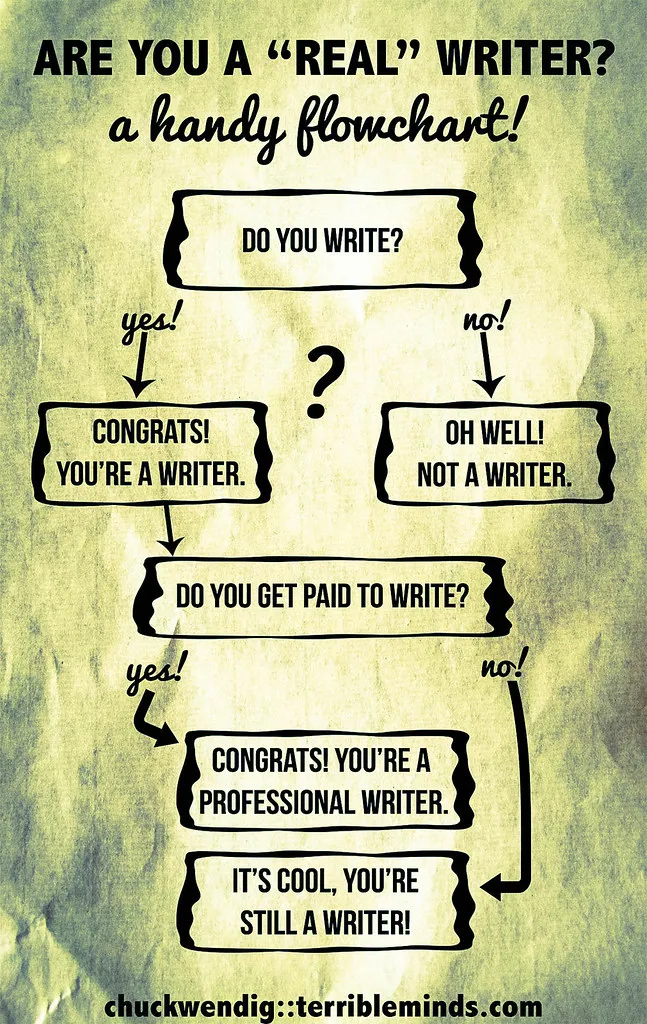 ARE YOU A “REAL” WRITER?
a handy flowchart!
DO YOU WRITE?
yes!
no!
?
CONGRATS!
YOU’RE A WRITER.
OH WELL!
NOT A WRITER.
DO YOU GET PAID TO WRITE?
yes!
no!
CONGRATS! YOU’RE A
PROFESSIONAL WRITER.
IT’S COOL, YOU’RE
STILL A WRITER!
chuckwendig::terribleminds.com